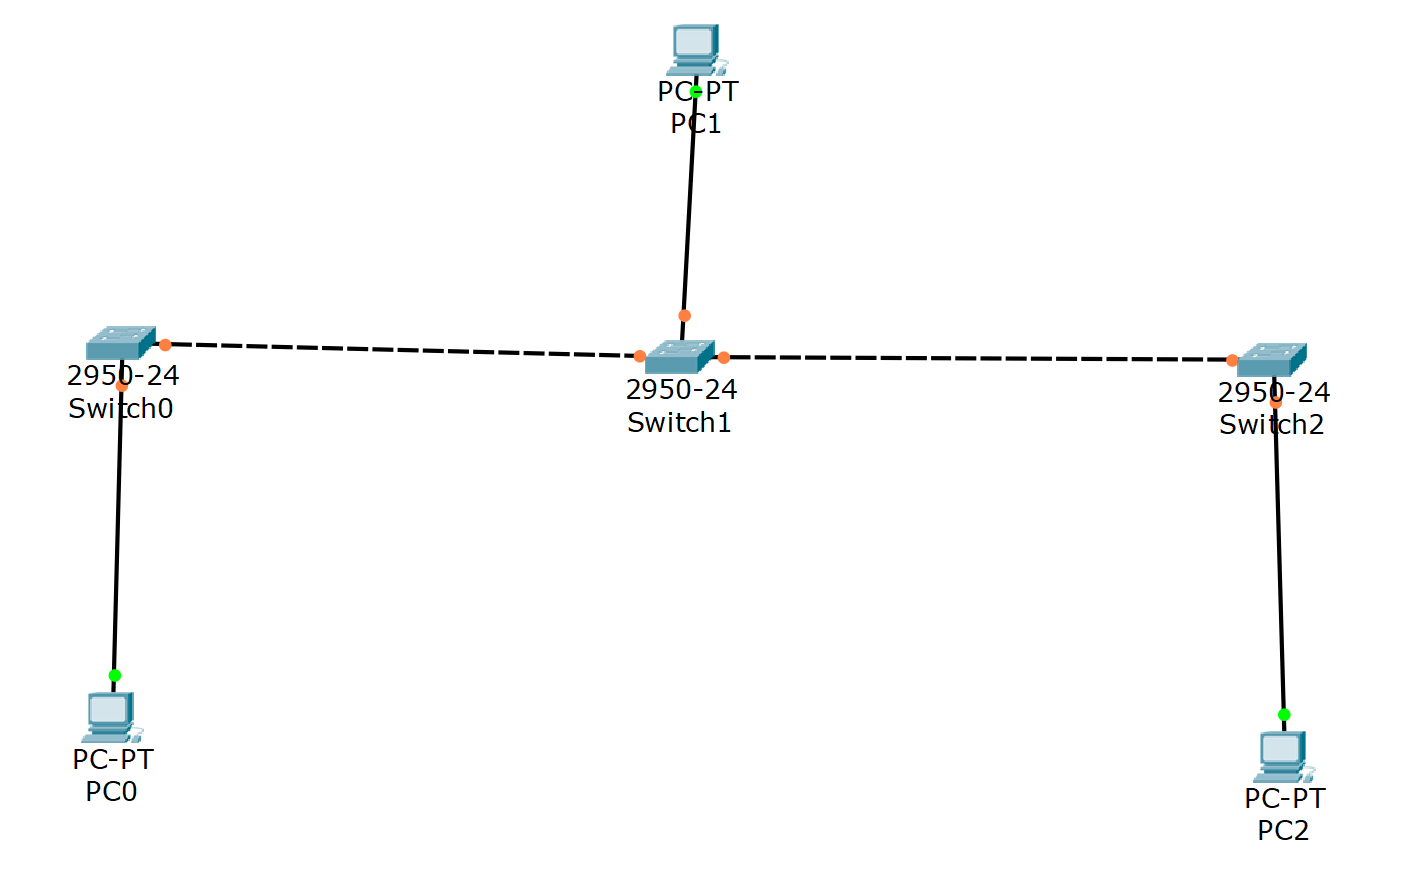 PC-PT
PC1
2950-24
Switch0
2950-24
Switch1
2950-24
Switch2
PC-PT
PC0
PC-PT
PC2